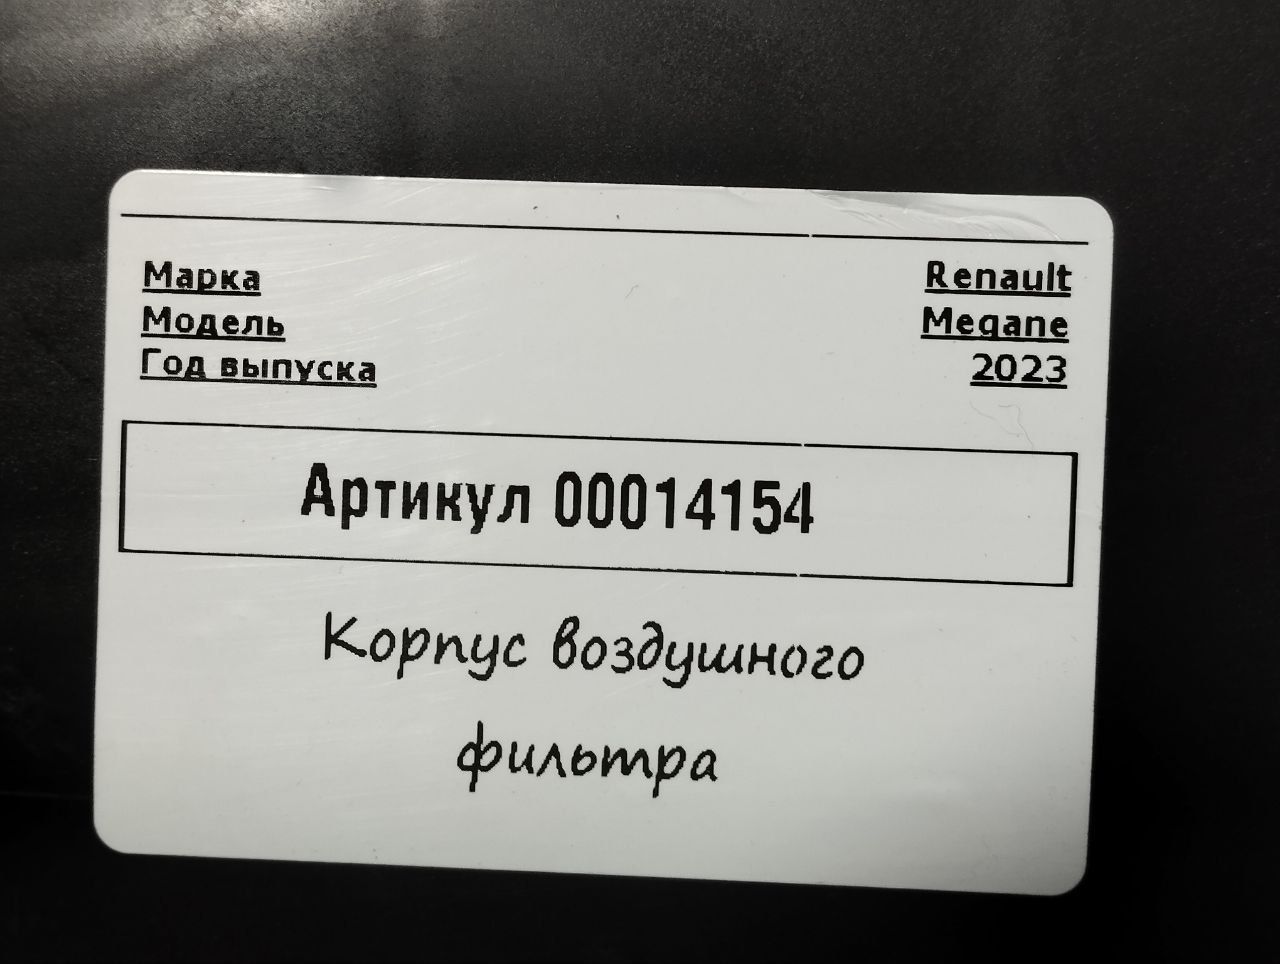 Марка Renault
Модель Megane
Год выпуска 2023
Артикул 00014154
Корпус воздушного
фильтра